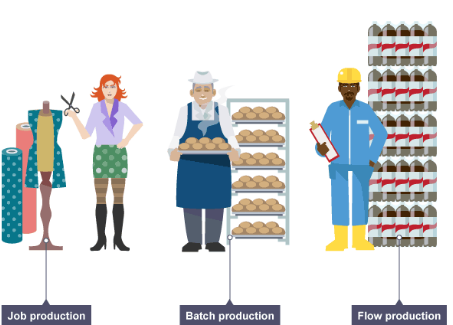 Job production
Batch production
Flow production